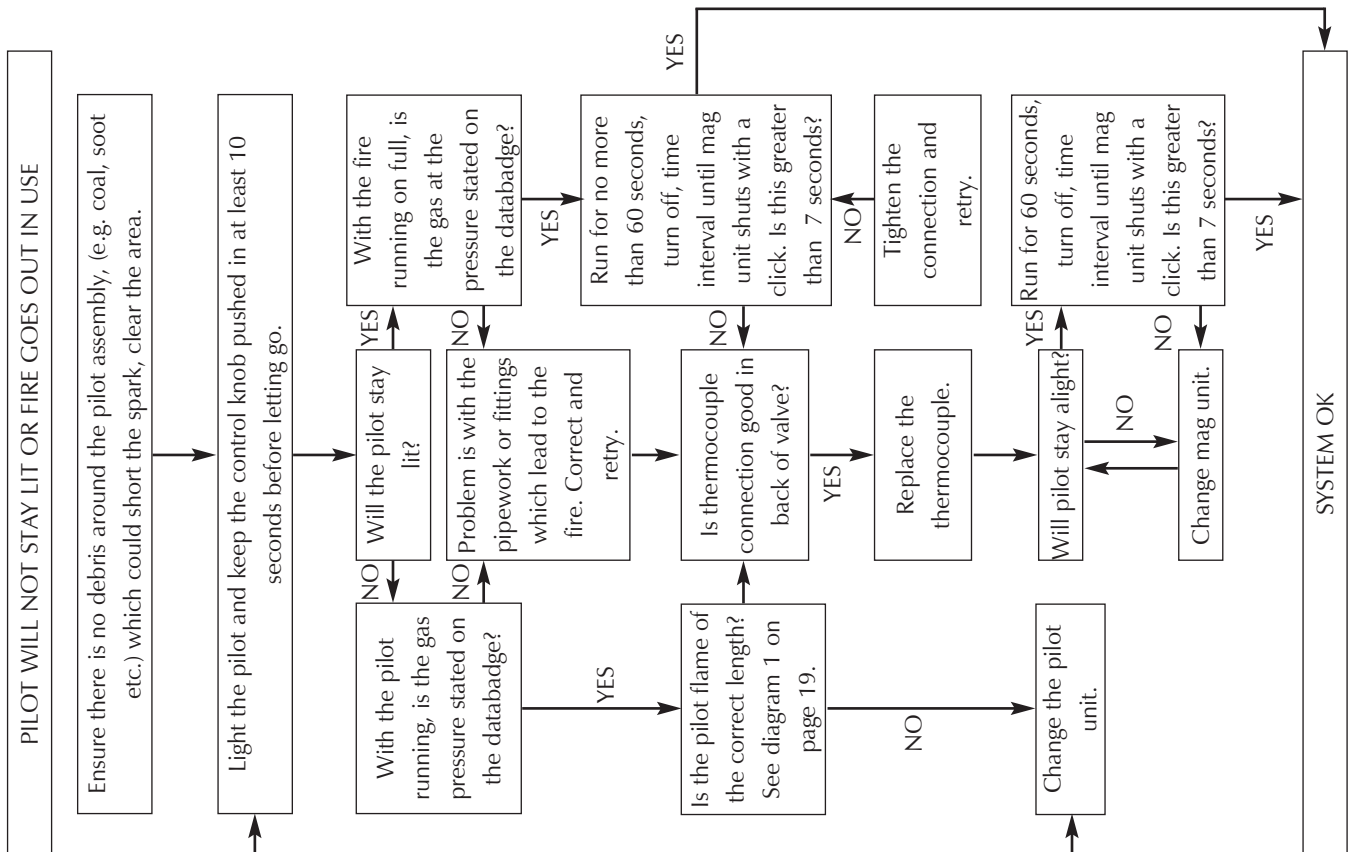 PILOT WILL NOT STAY LIT OR FIRE GOES OUT IN USE
Ensure there is no debris around the pilot assembly, (e.g. coal, soot
etc.) which could short the spark, clear the area.
Light the pilot and keep the control knob pushed in at least 10
seconds before letting go.
Will the pilot stay
lit?
NO
YES
With the pilot
running, is the gas
pressure stated on
the databadge?
With the fire
running on full, is
the gas at the
pressure stated on
the databadge?
NO
NO
Problem is with the
pipework or fittings
which lead to the
fire. Correct and
retry.
YES
YES
Is the pilot flame of
the correct length?
See diagram 1 on
page 19.
Is thermocouple
connection good in
back of valve?
NO
Run for no more
than 60 seconds,
turn off, time
interval until mag
unit shuts with a
click. Is this greater
than 7 seconds?
YES
NO
YES
NO
Replace the
thermocouple.
Tighten the
connection and
retry.
Change the pilot
unit.
Will pilot stay alight?
YES
Run for 60 seconds,
turn off, time
interval until mag
unit shuts with a
click. Is this greater
than 7 seconds?
NO
NO
Change mag unit.
YES
SYSTEM OK